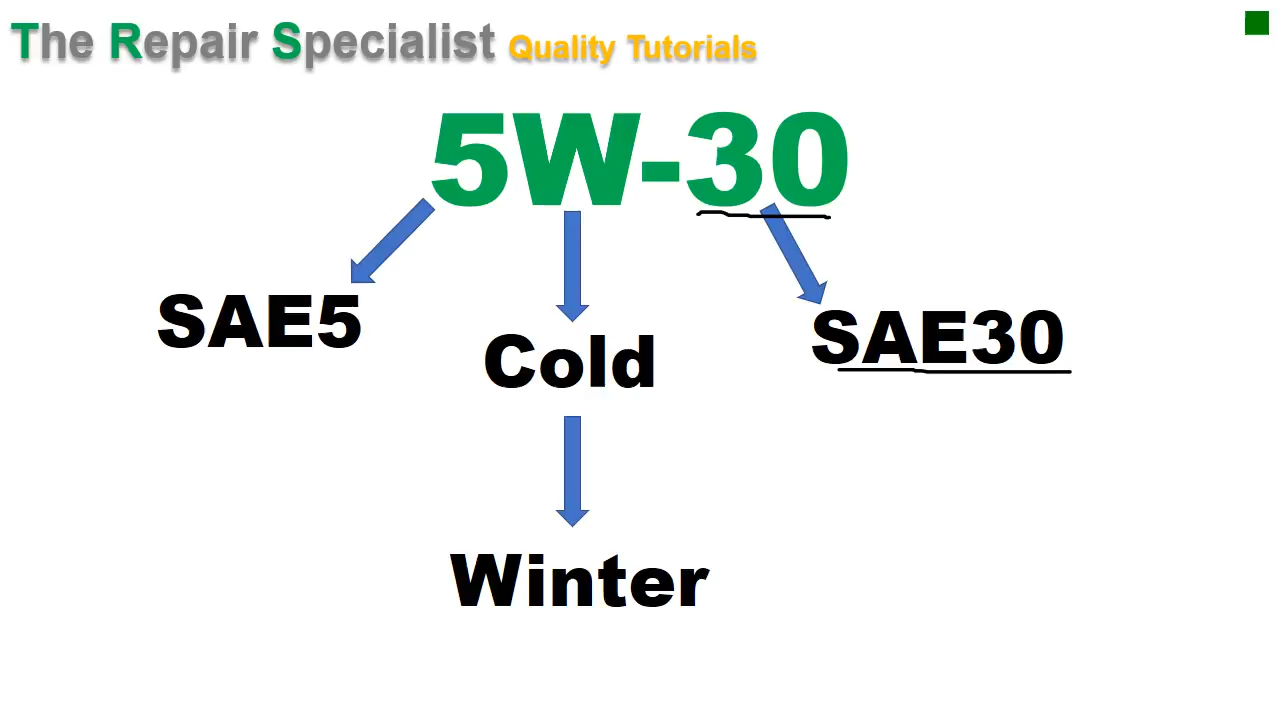 The Repair Specialist Quality Tutorials
5W-30
SAE5
Cold
SAE30
Winter